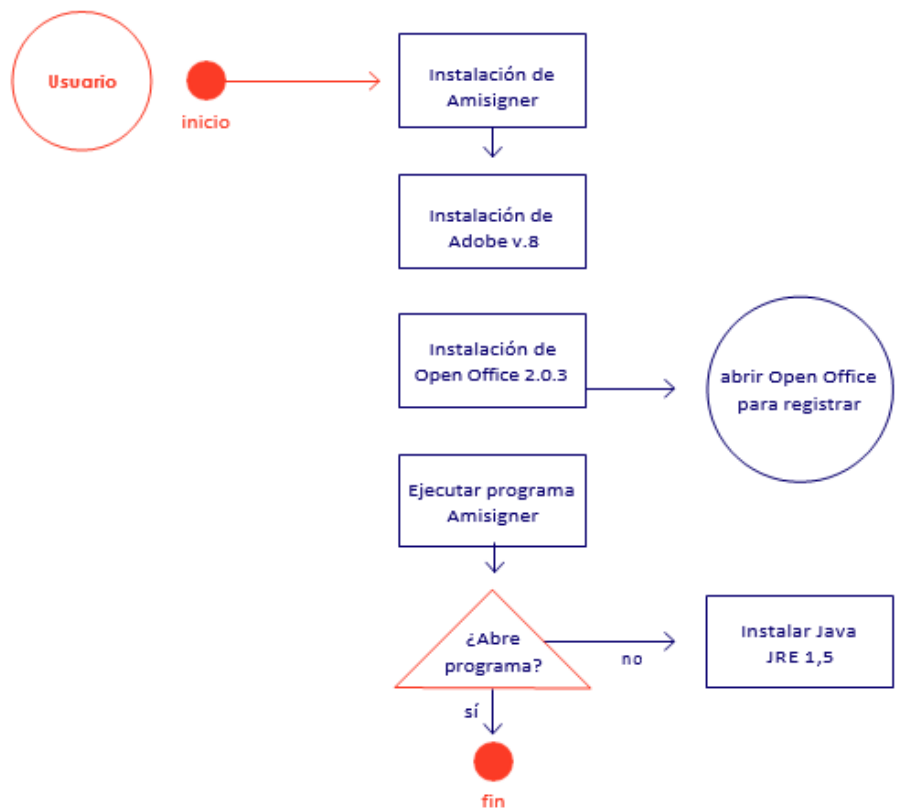 Usuario
inicio
Instalación de
Amisigner
Instalación de
Adobe v.8
Instalación de
Open Office 2.0.3
abrir Open Office
para registrar
Ejecutar programa
Amisigner
¿Abre
programa?
no
Instalar Java
JRE 1,5
sí
fin